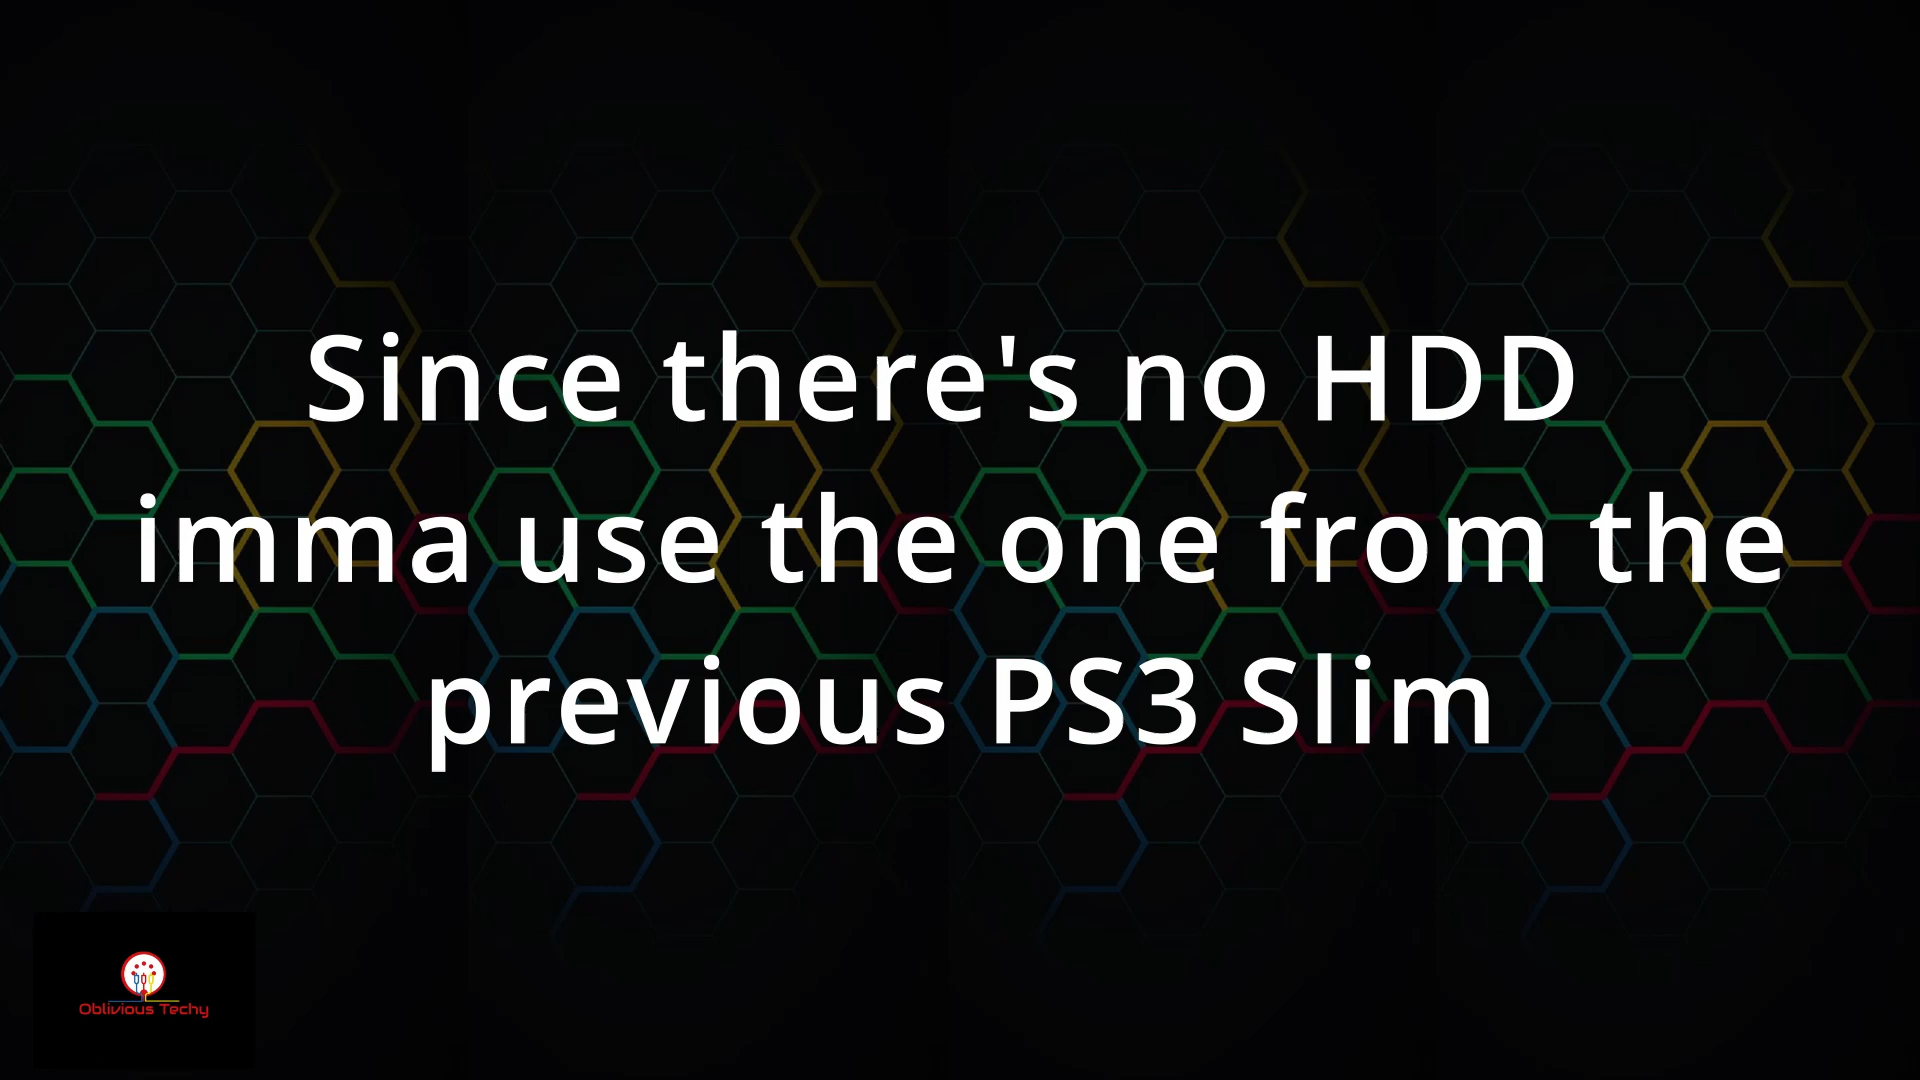 Since there's no HDD
imma use the one from the
previous PS3 Slim
Oblivious Techy